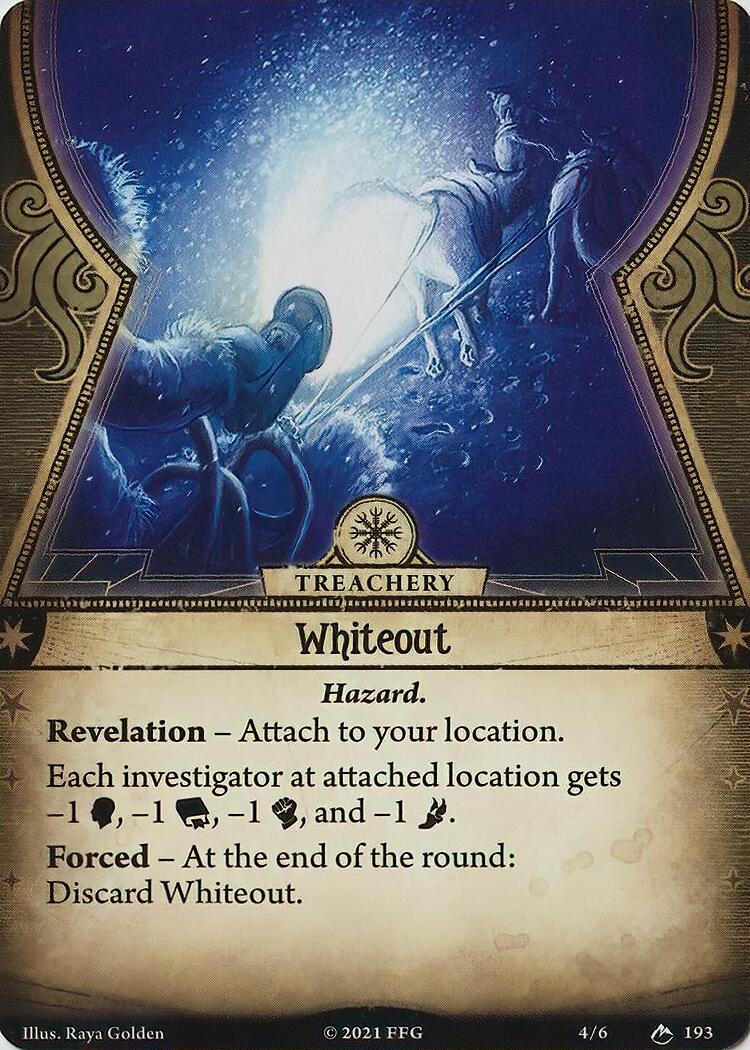 TREACHERY
Whiteout
Hazard.
Revelation – Attach to your location.
Each investigator at attached location gets
–1 , –1 , –1 , and –1 .
Forced – At the end of the round:
Discard Whiteout.
Illus. Raya Golden © 2021 FFG 4/6 193